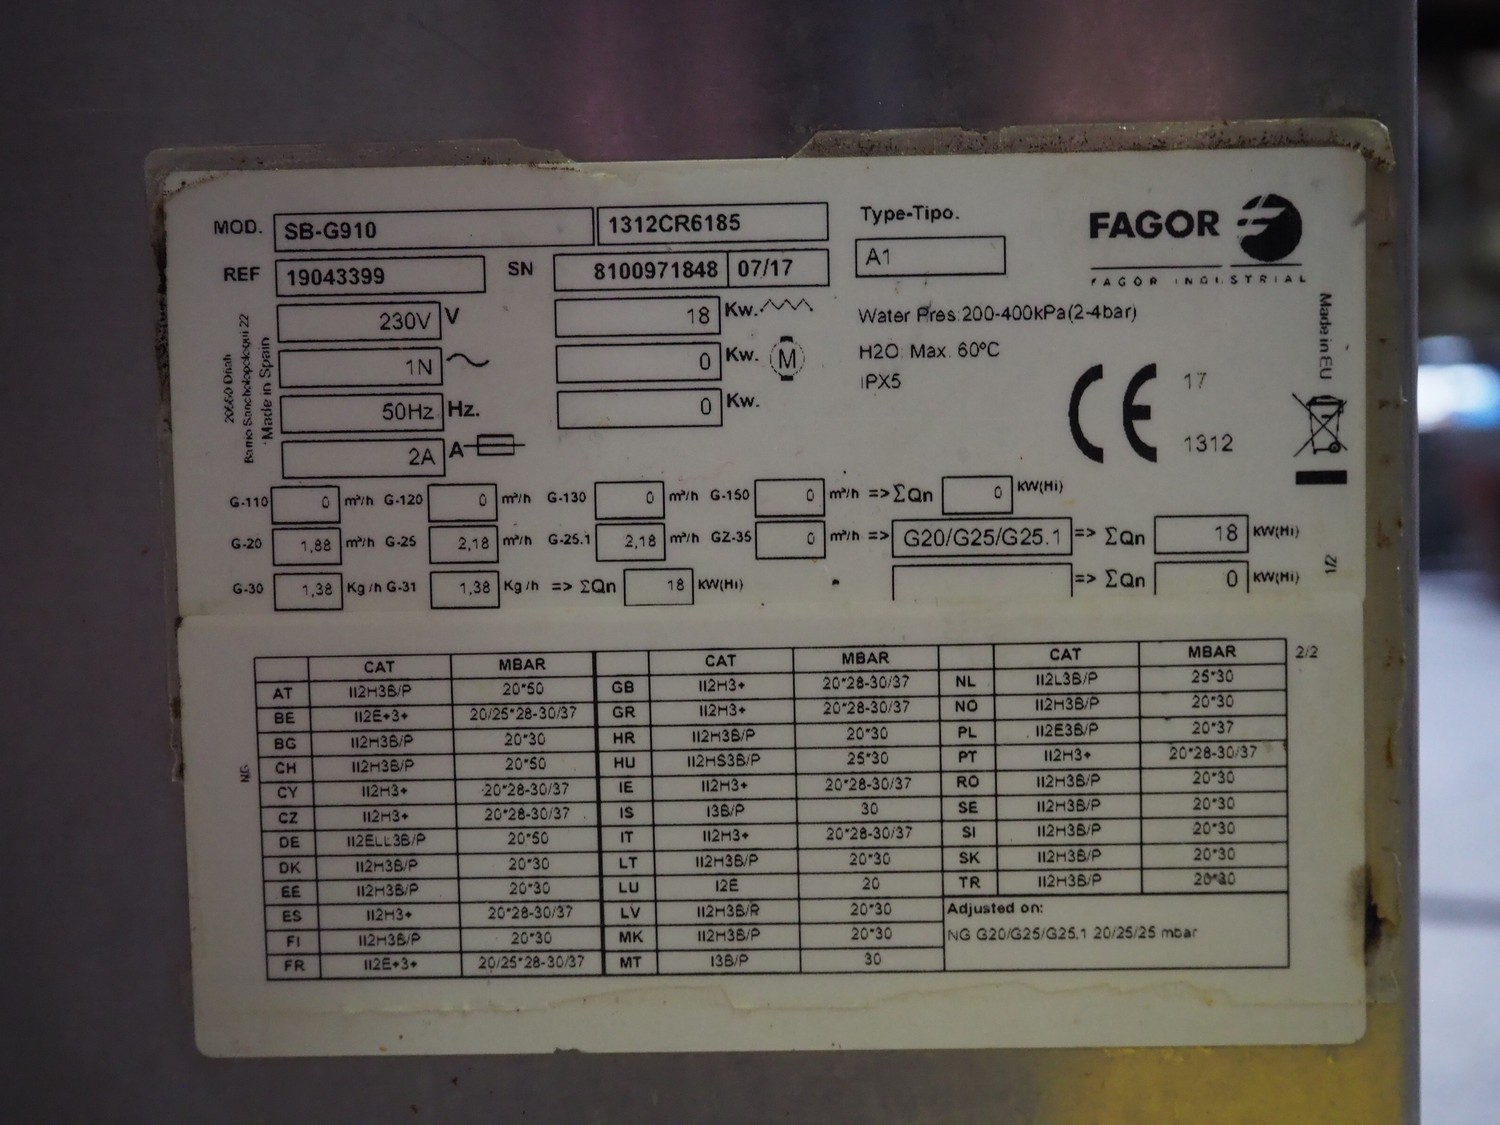 MOD. SB-G910 1312CR6185 Type-Tipo. FAGOR
REF 19043399 SN 8100971848 07/17 A1 FAGOR INDUSTRIAL
230V V 18 Kw. Water Pres:200-400kPa(2-4bar)
1N 0 Kw. M H2O: Max. 60ºC
50Hz Hz. 0 Kw. IPX5 CE 17
2A A 1312
20560 Oñati
Barrio Sancholopetegui 22
Made in Spain
Made in EU
G-110 0 m³/h G-120 0 m³/h G-130 0 m³/h G-150 0 m³/h =>ΣQn 0 KW(Hi)
G-20 1,88 m³/h G-25 2,18 m³/h G-25.1 2,18 m³/h GZ-35 0 m³/h => G20/G25/G25.1 => ΣQn 18 KW(Hi)
G-30 1,38 Kg/h G-31 1,38 Kg/h => ΣQn 18 KW(Hi) => ΣQn 0 KW(Hi)
1/2
CAT MBAR CAT MBAR CAT MBAR 2/2
AT II2H3B/P 20*50 GB II2H3+ 20*28-30/37 NL II2L3B/P 25*30
BE II2E+3+ 20/25*28-30/37 GR II2H3+ 20*28-30/37 NO II2H3B/P 20*30
BG II2H3B/P 20*30 HR II2H3B/P 20*30 PL II2E3B/P 20*37
CH II2H3B/P 20*50 HU II2HS3B/P 25*30 PT II2H3+ 20*28-30/37
CY II2H3+ 20*28-30/37 IE II2H3+ 20*28-30/37 RO II2H3B/P 20*30
CZ II2H3+ 20*28-30/37 IS I3B/P 30 SE II2H3B/P 20*30
DE II2ELL3B/P 20*50 IT II2H3+ 20*28-30/37 SI II2H3B/P 20*30
DK II2H3B/P 20*30 LT II2H3B/P 20*30 SK II2H3B/P 20*30
EE II2H3B/P 20*30 LU I2E 20 TR II2H3B/P 20*30
ES II2H3+ 20*28-30/37 LV II2H3B/P 20*30 Adjusted on:
FI II2H3B/P 20*30 MK II2H3B/P 20*30 NG G20/G25/G25.1 20/25/25 mbar
FR II2E+3+ 20/25*28-30/37 MT I3B/P 30
NG